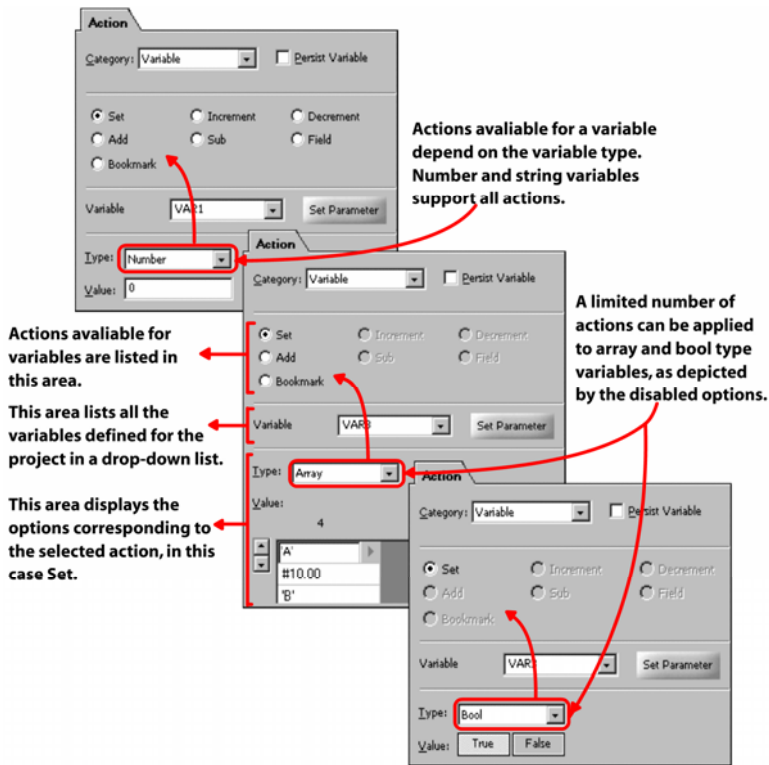 Action
Category: Variable Persist Variable
Set Increment Decrement
Add Sub Field
Bookmark
Variable VAR1 Set Parameter
Type: Number
Value: 0
Actions avaliable for a variable
depend on the variable type.
Number and string variables
support all actions.
Action
Category: Variable Persist Variable
Set Increment Decrement
Add Sub Field
Bookmark
Variable Set Parameter
Type: Array
Value:
4
'A'
#10.00
'B'
Actions avaliable for
variables are listed in
this area.
This area lists all the
variables defined for the
project in a drop-down list.
This area displays the
options corresponding to
the selected action, in this
case Set.
A limited number of
actions can be applied
to array and bool type
variables, as depicted
by the disabled options.
Action
Category: Variable Persist Variable
Set Increment Decrement
Add Sub Field
Bookmark
Variable Set Parameter
Type: Bool
Value: True False